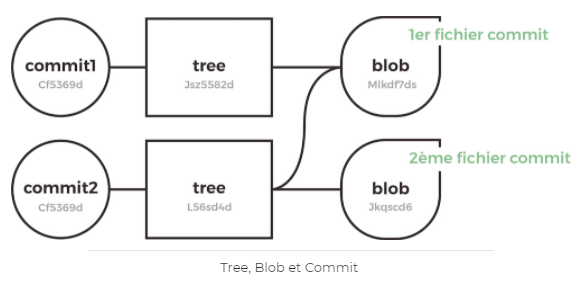 1er fichier commit
commit1
Cf5369d
tree
Jsz5582d
blob
Mlkdf7ds
2ème fichier commit
commit2
Cf5369d
tree
L56sd4d
blob
Jkqscd6
Tree, Blob et Commit